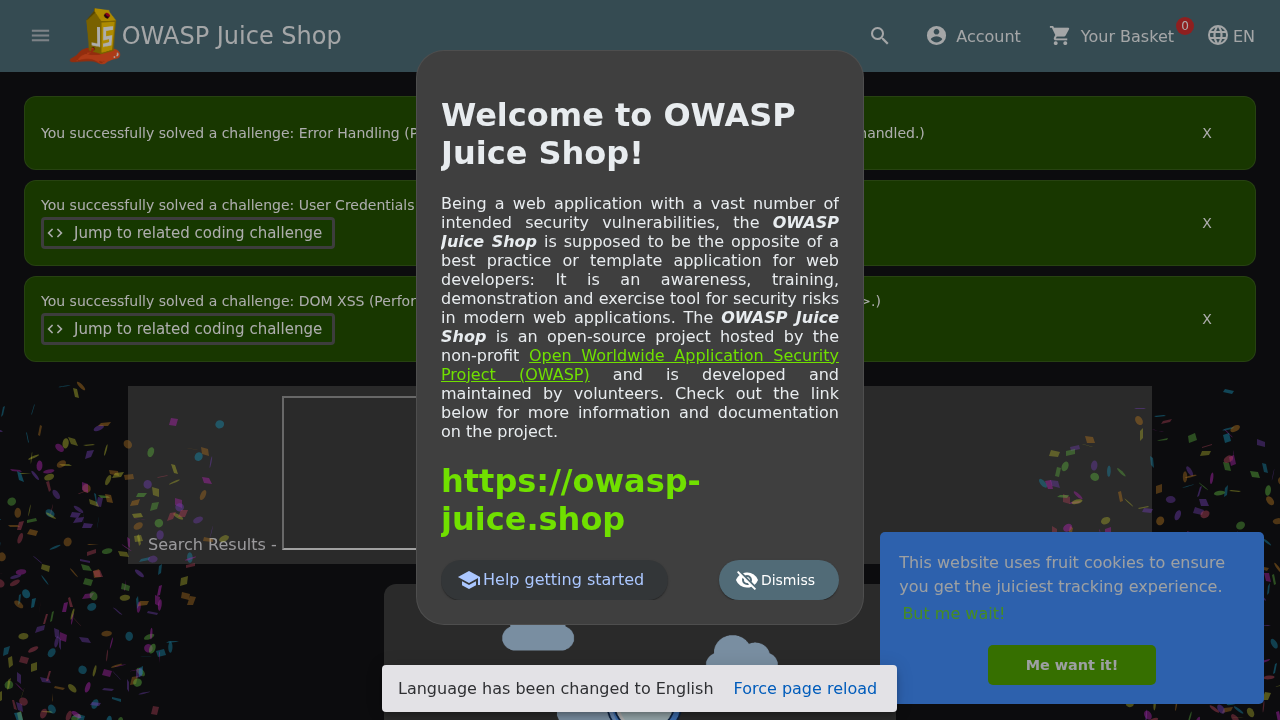 OWASP Juice Shop
Account
Your Basket
0
EN
You successfully solved a challenge: Error Handling (P
handled.)
X
You successfully solved a challenge: User Credentials
Jump to related coding challenge
X
You successfully solved a challenge: DOM XSS (Perfor
>.)
Jump to related coding challenge
X
Search Results -
Welcome to OWASP
Juice Shop!
Being a web application with a vast number of
intended security vulnerabilities, the OWASP
Juice Shop is supposed to be the opposite of a
best practice or template application for web
developers: It is an awareness, training,
demonstration and exercise tool for security risks
in modern web applications. The OWASP Juice
Shop is an open-source project hosted by the
non-profit Open Worldwide Application Security
Project (OWASP) and is developed and
maintained by volunteers. Check out the link
below for more information and documentation
on the project.
https://owasp-
juice.shop
Help getting started
Dismiss
This website uses fruit cookies to ensure
you get the juiciest tracking experience.
But me wait!
Me want it!
Language has been changed to English
Force page reload